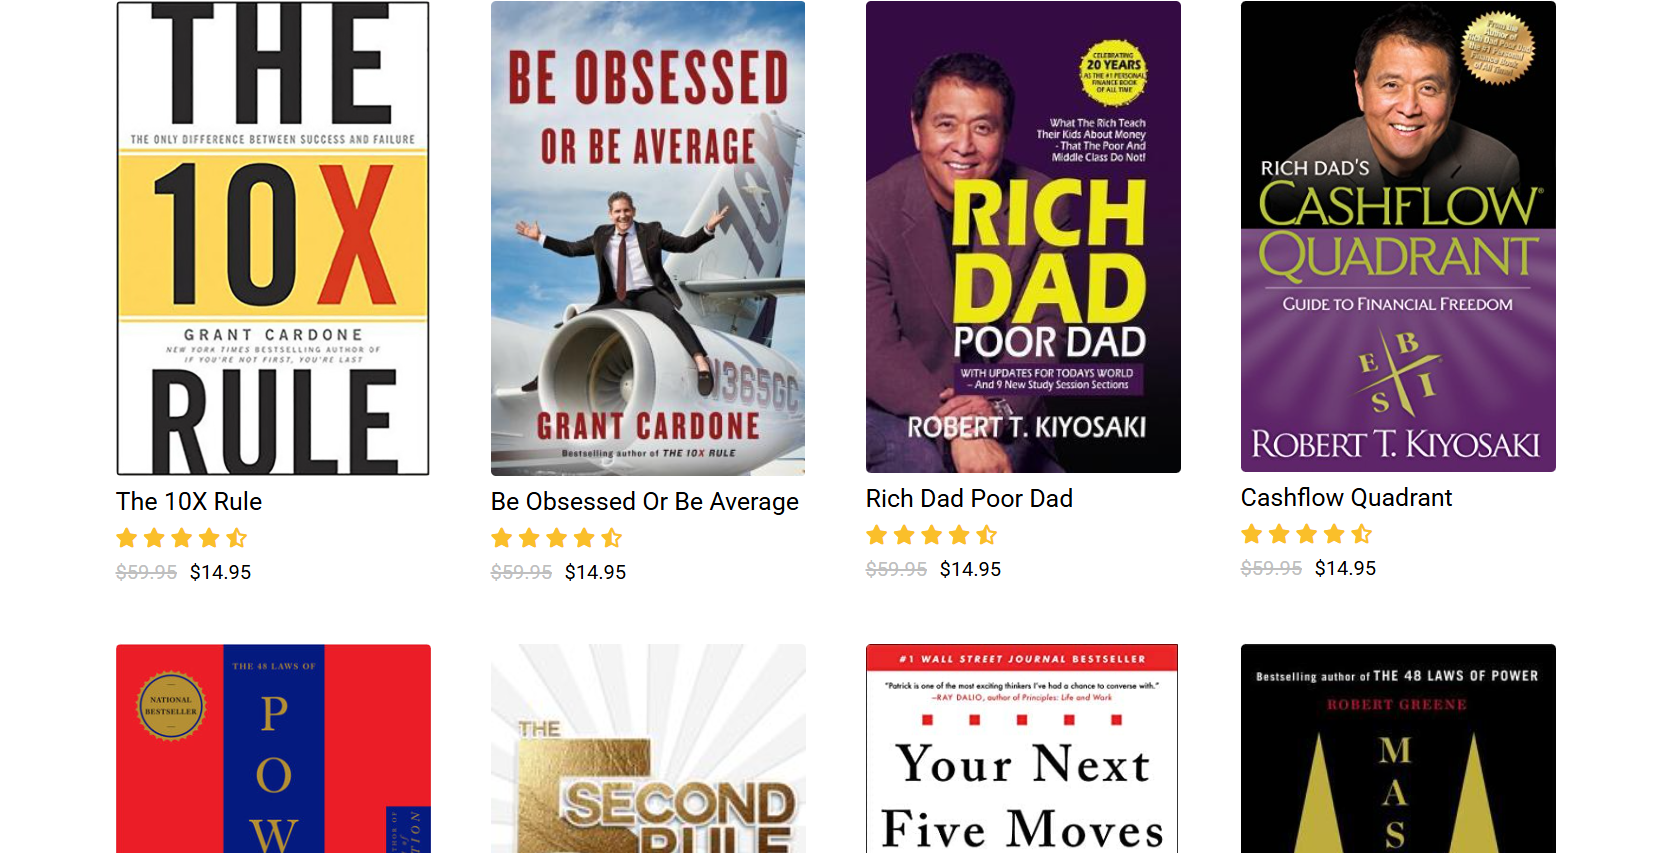 THE
THE ONLY DIFFERENCE BETWEEN SUCCESS AND FAILURE
10X
GRANT CARDONE
NEW YORK TIMES BESTSELLING AUTHOR OF
IF YOU'RE NOT FIRST, YOU'RE LAST
RULE
The 10X Rule
$59.95 $14.95
BE OBSESSED
OR BE AVERAGE
10X
N365GC
GRANT CARDONE
Bestselling author of THE 10X RULE
Be Obsessed Or Be Average
$59.95 $14.95
CELEBRATING
20 YEARS
AS THE #1 PERSONAL
FINANCE BOOK
OF ALL TIME
What The Rich Teach
Their Kids About Money
- That The Poor And
Middle Class Do Not!
RICH
DAD
POOR DAD
WITH UPDATES FOR TODAYS WORLD
– And 9 New Study Session Sections
ROBERT T. KIYOSAKI
Rich Dad Poor Dad
$59.95 $14.95
From the
Author of
Rich Dad Poor Dad
the #1 Personal
Finance Book
of All Time!
RICH DAD'S
CASHFLOW®
QUADRANT
GUIDE TO FINANCIAL FREEDOM
E B
S I
ROBERT T. KIYOSAKI
Cashflow Quadrant
$59.95 $14.95
NATIONAL
BESTSELLER
THE 48 LAWS OF
P
O
W
THE
SECOND
RULE
#1 WALL STREET JOURNAL BESTSELLER
"Patrick is one of the most exciting thinkers I've had a chance to converse with."
—RAY DALIO, author of Principles: Life and Work
Your Next
Five Moves
Bestselling author of THE 48 LAWS OF POWER
ROBERT GREENE
M
A
S